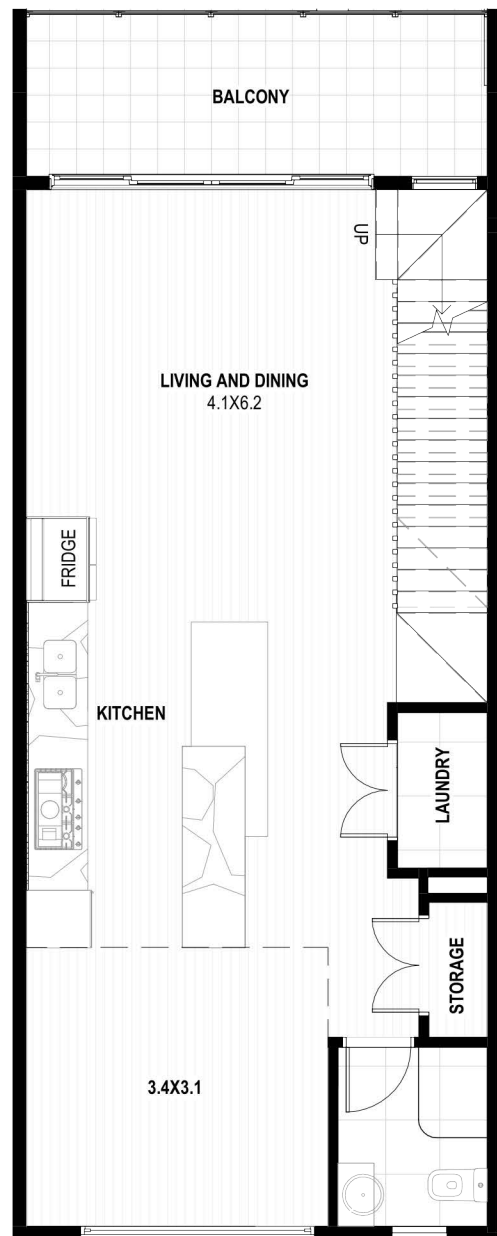 BALCONY
UP
LIVING AND DINING
4.1X6.2
FRIDGE
KITCHEN
LAUNDRY
STORAGE
3.4X3.1